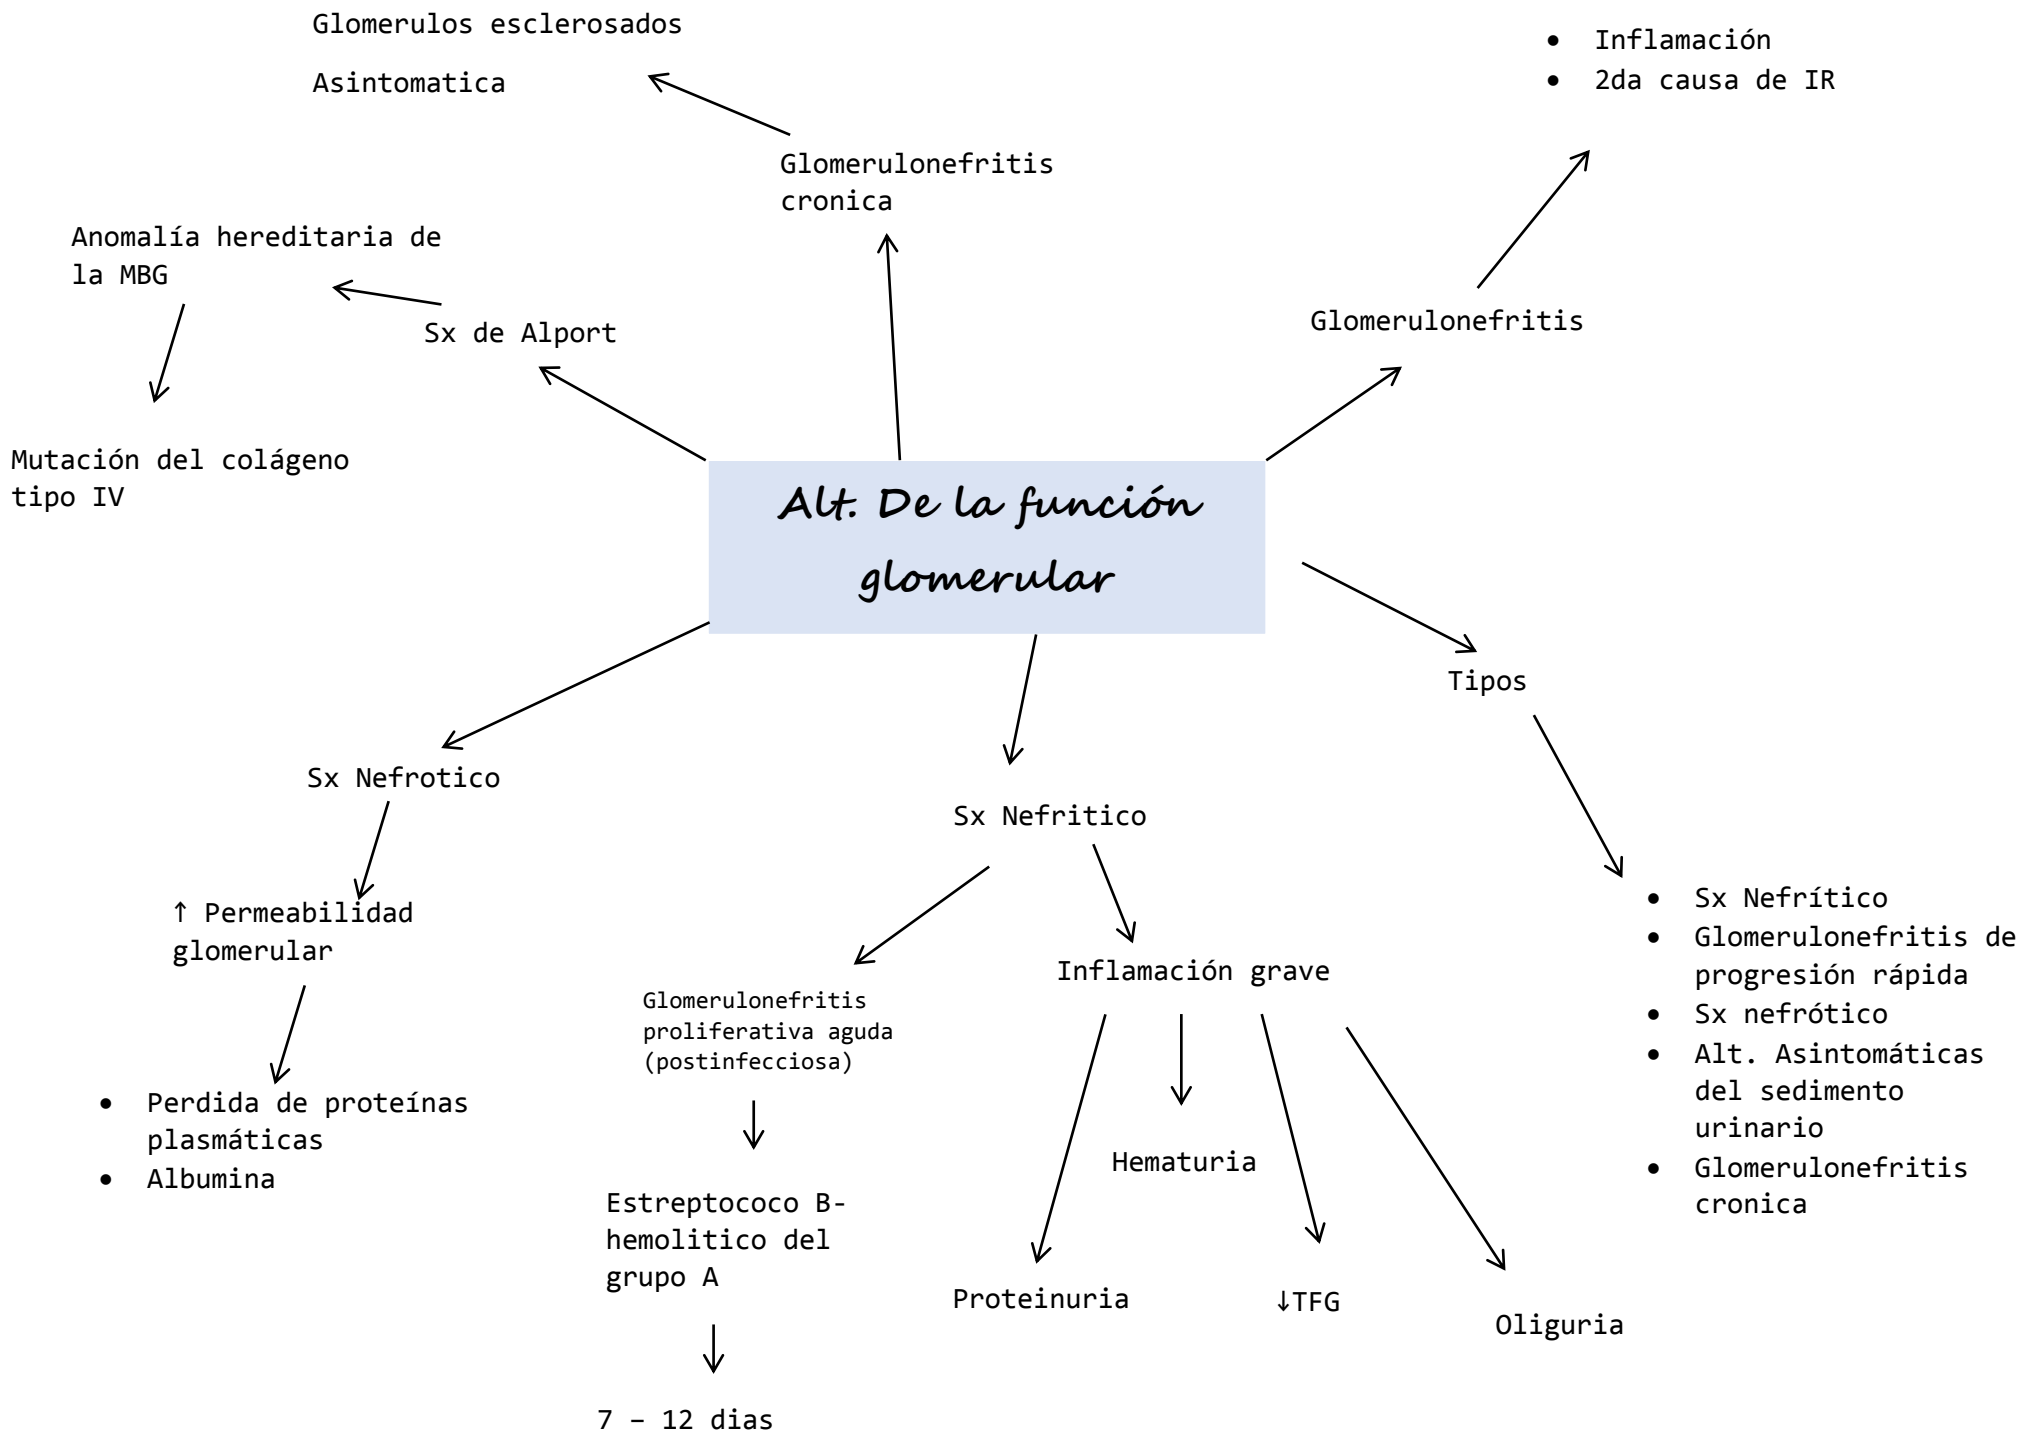 Glomerulos esclerosados
Asintomatica
• Inflamación
• 2da causa de IR
Glomerulonefritis
cronica
Anomalía hereditaria de
la MBG
Sx de Alport
Glomerulonefritis
Mutación del colágeno
tipo IV
Alt. De la función
glomerular
Tipos
Sx Nefrotico
Sx Nefritico
↑ Permeabilidad
glomerular
• Perdida de proteínas
plasmáticas
• Albumina
Glomerulonefritis
proliferativa aguda
(postinfecciosa)
Estreptococo B-
hemolitico del
grupo A
7 – 12 dias
Inflamación grave
Hematuria
Proteinuria
↓TFG
Oliguria
• Sx Nefrítico
• Glomerulonefritis de
progresión rápida
• Sx nefrótico
• Alt. Asintomáticas
del sedimento
urinario
• Glomerulonefritis
cronica